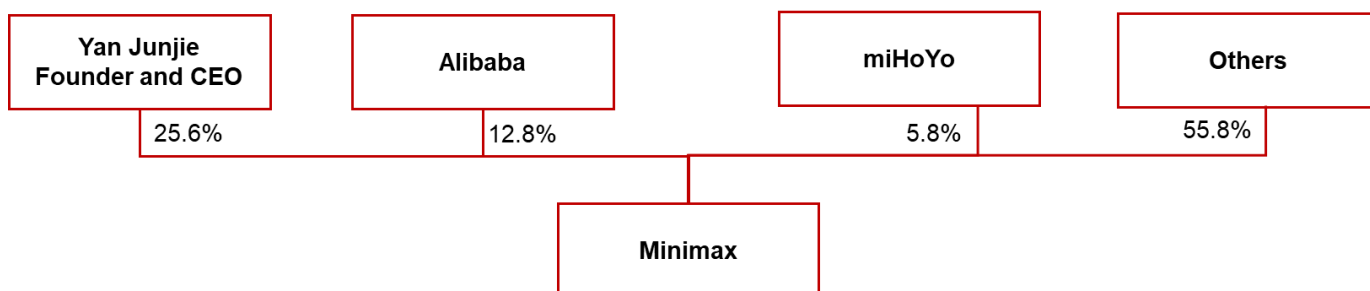 Yan Junjie
Founder and CEO
Alibaba
miHoYo
Others
25.6%
12.8%
5.8%
55.8%
Minimax